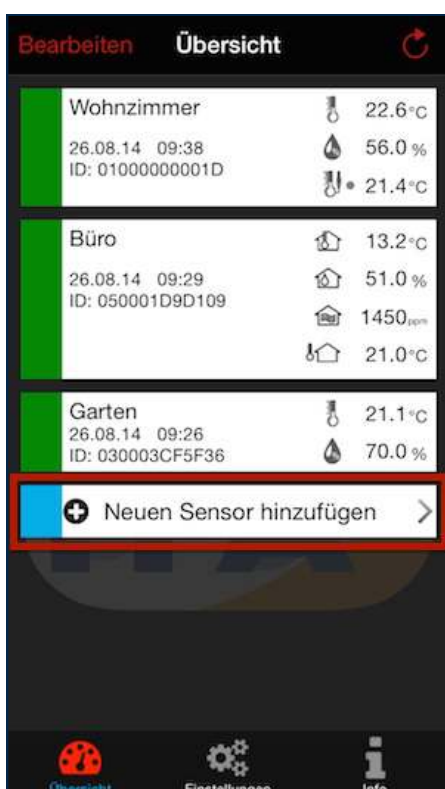 Bearbeiten Übersicht
Wohnzimmer 22.6°C
26.08.14 09:38 56.0 %
ID: 01000000001D
21.4°C
Büro 13.2°C
26.08.14 09:29 51.0 %
ID: 050001D9D109
1450ppm
21.0°C
Garten 21.1°C
26.08.14 09:26
ID: 030003CF5F36 70.0 %
Neuen Sensor hinzufügen
Übersicht Einstellungen Info